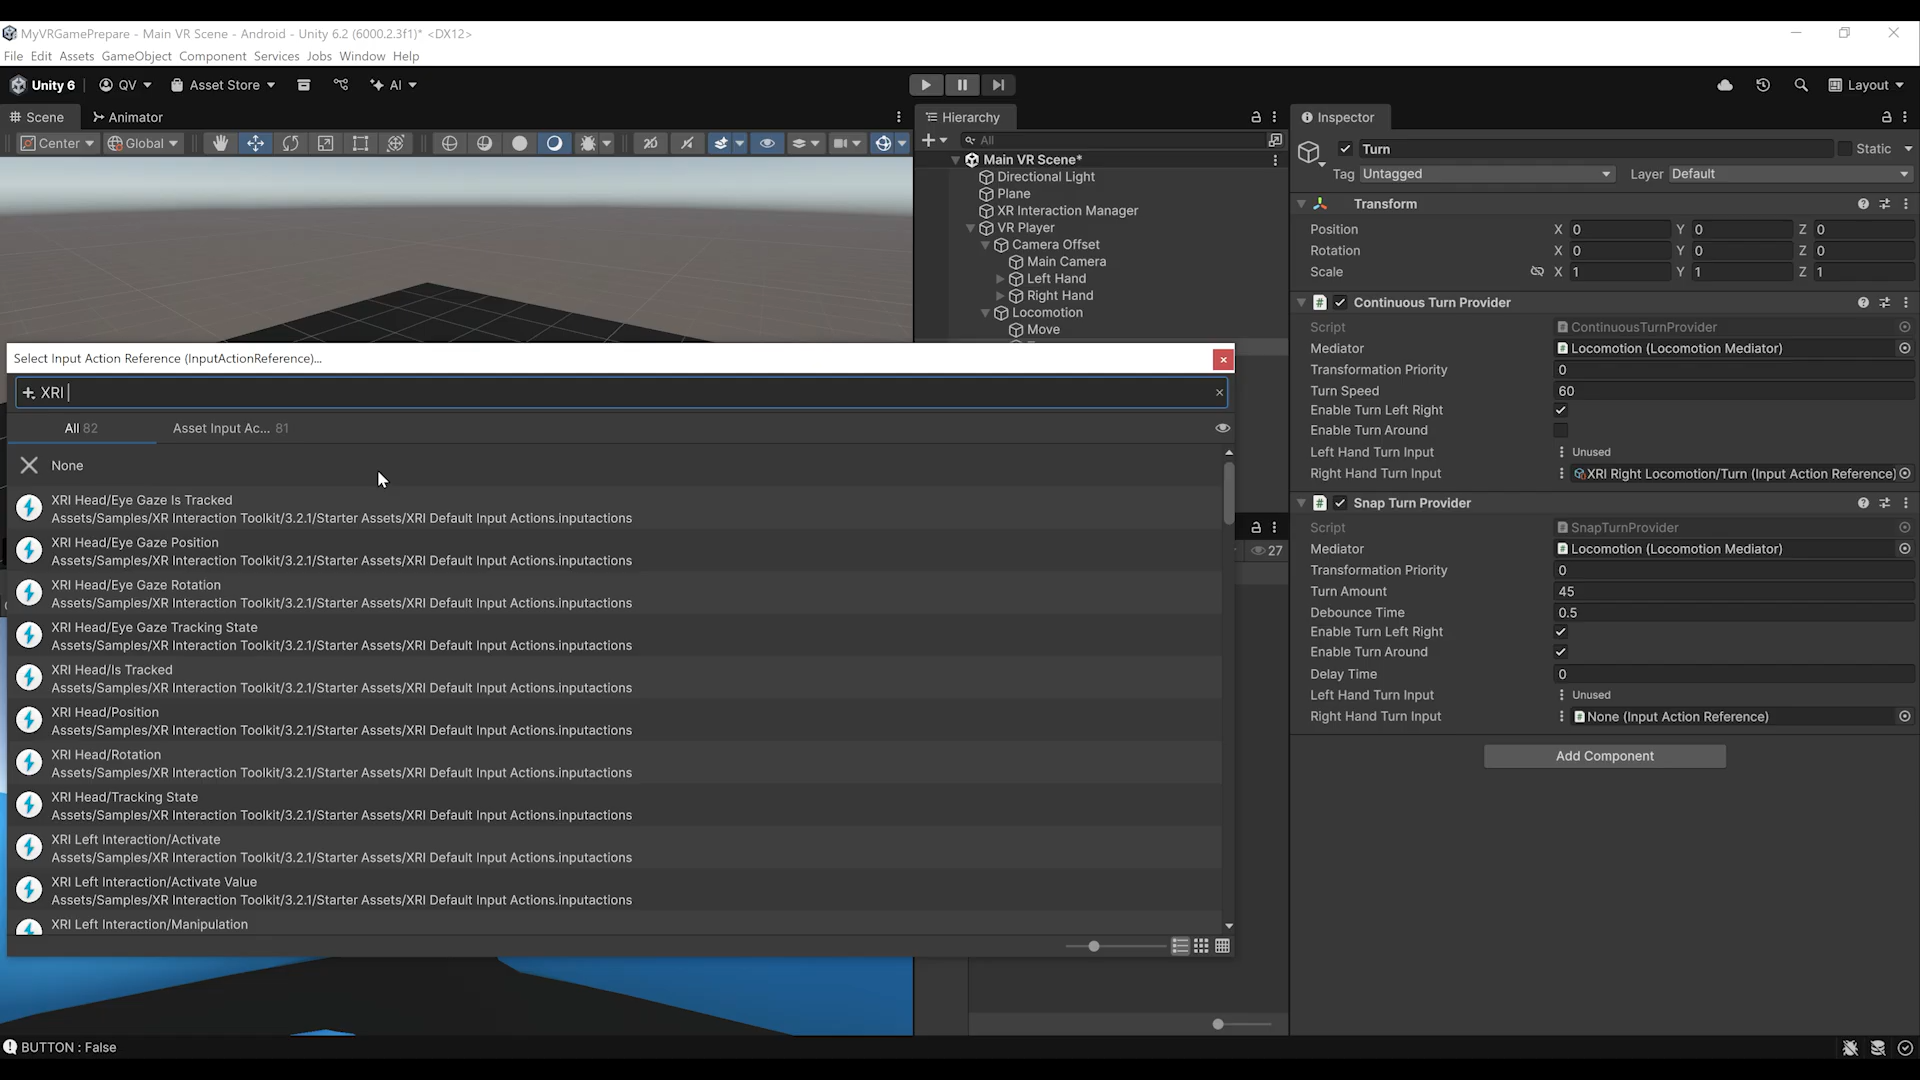 MyVRGamePrepare - Main VR Scene - Android - Unity 6.2 (6000.2.3f1)* <DX12>
File Edit Assets GameObject Component Services Jobs Window Help
Unity 6 QV Asset Store AI Layout
Scene Animator Hierarchy Inspector
Center Global 2D All
Turn Static
Tag Untagged Layer Default
Main VR Scene*
Directional Light
Plane
XR Interaction Manager
VR Player
Camera Offset
Main Camera
Left Hand
Right Hand
Locomotion
Move
Transform
Position X 0 Y 0 Z 0
Rotation X 0 Y 0 Z 0
Scale X 1 Y 1 Z 1
Continuous Turn Provider
Script ContinuousTurnProvider
Mediator Locomotion (Locomotion Mediator)
Transformation Priority 0
Turn Speed 60
Enable Turn Left Right
Enable Turn Around
Left Hand Turn Input Unused
Right Hand Turn Input XRI Right Locomotion/Turn (Input Action Reference)
Snap Turn Provider
Script SnapTurnProvider
Mediator Locomotion (Locomotion Mediator)
Transformation Priority 0
Turn Amount 45
Debounce Time 0.5
Enable Turn Left Right
Enable Turn Around
Delay Time 0
Left Hand Turn Input Unused
Right Hand Turn Input None (Input Action Reference)
Add Component
27
Select Input Action Reference (InputActionReference)...
XRI
All 82 Asset Input Ac... 81
None
XRI Head/Eye Gaze Is Tracked
Assets/Samples/XR Interaction Toolkit/3.2.1/Starter Assets/XRI Default Input Actions.inputactions
XRI Head/Eye Gaze Position
Assets/Samples/XR Interaction Toolkit/3.2.1/Starter Assets/XRI Default Input Actions.inputactions
XRI Head/Eye Gaze Rotation
Assets/Samples/XR Interaction Toolkit/3.2.1/Starter Assets/XRI Default Input Actions.inputactions
XRI Head/Eye Gaze Tracking State
Assets/Samples/XR Interaction Toolkit/3.2.1/Starter Assets/XRI Default Input Actions.inputactions
XRI Head/Is Tracked
Assets/Samples/XR Interaction Toolkit/3.2.1/Starter Assets/XRI Default Input Actions.inputactions
XRI Head/Position
Assets/Samples/XR Interaction Toolkit/3.2.1/Starter Assets/XRI Default Input Actions.inputactions
XRI Head/Rotation
Assets/Samples/XR Interaction Toolkit/3.2.1/Starter Assets/XRI Default Input Actions.inputactions
XRI Head/Tracking State
Assets/Samples/XR Interaction Toolkit/3.2.1/Starter Assets/XRI Default Input Actions.inputactions
XRI Left Interaction/Activate
Assets/Samples/XR Interaction Toolkit/3.2.1/Starter Assets/XRI Default Input Actions.inputactions
XRI Left Interaction/Activate Value
Assets/Samples/XR Interaction Toolkit/3.2.1/Starter Assets/XRI Default Input Actions.inputactions
XRI Left Interaction/Manipulation
BUTTON : False